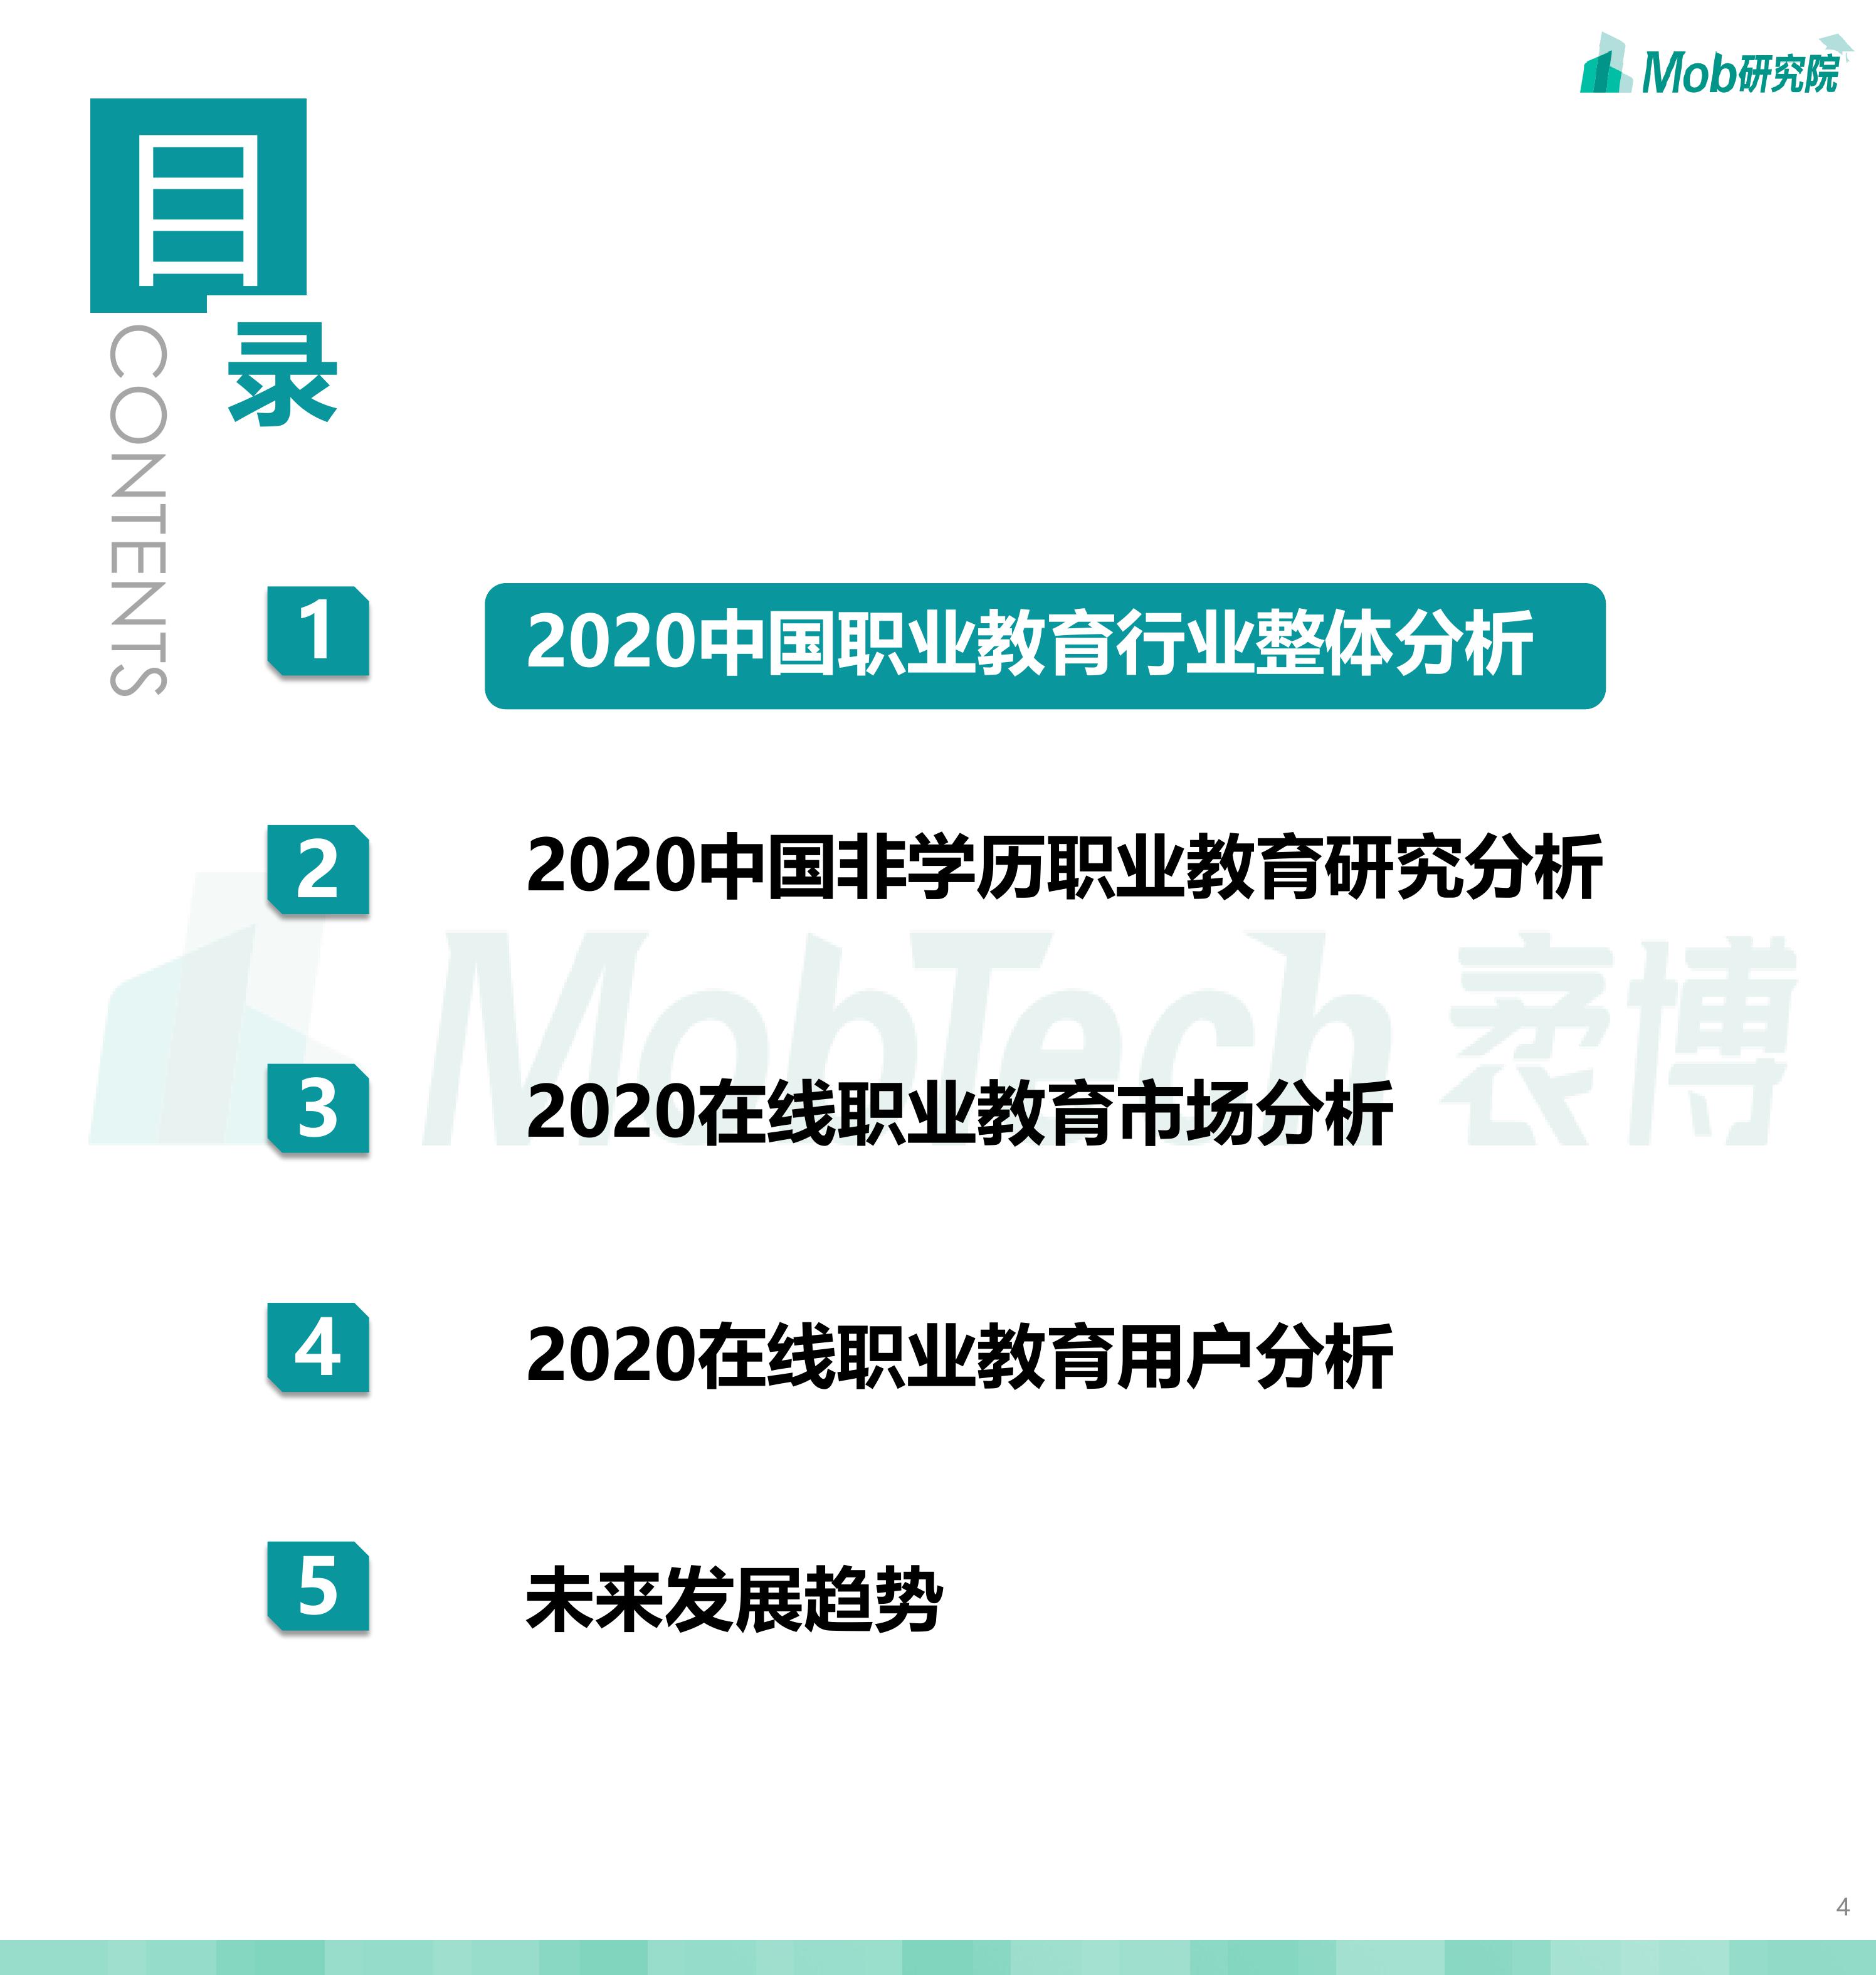 Mob研究院
目
录
CONTENTS
1
2020中国职业教育行业整体分析
2
2020中国非学历职业教育研究分析
MobTech 袤博
3
2020在线职业教育市场分析
4
2020在线职业教育用户分析
5
未来发展趋势
4